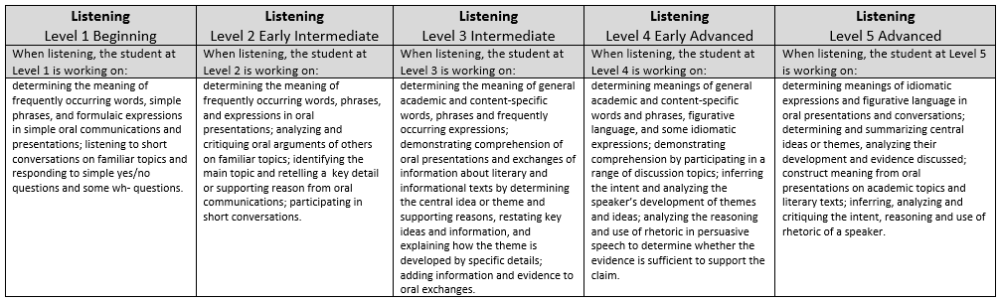 Listening
Level 1 Beginning
When listening, the student at
Level 1 is working on:
determining the meaning of
frequently occurring words, simple
phrases, and formulaic expressions
in simple oral communications and
presentations; listening to short
conversations on familiar topics and
responding to simple yes/no
questions and some wh- questions.
Listening
Level 2 Early Intermediate
When listening, the student at
Level 2 is working on:
determining the meaning of
frequently occurring words, phrases,
and expressions in oral
presentations; analyzing and
critiquing oral arguments of others
on familiar topics; identifying the
main topic and retelling a key detail
or supporting reason from oral
communications; participating in
short conversations.
Listening
Level 3 Intermediate
When listening, the student at
Level 3 is working on:
determining the meaning of general
academic and content-specific
words, phrases and frequently
occurring expressions;
demonstrating comprehension of
oral presentations and exchanges of
information about literary and
informational texts by determining
the central idea or theme and
supporting reasons, restating key
ideas and information, and
explaining how the theme is
developed by specific details;
adding information and evidence to
oral exchanges.
Listening
Level 4 Early Advanced
When listening, the student at
Level 4 is working on:
determining meanings of general
academic and content-specific
words and phrases, figurative
language, and some idiomatic
expressions; demonstrating
comprehension by participating in a
range of discussion topics; inferring
the intent and analyzing the
speaker's development of themes
and ideas; analyzing the reasoning
and use of rhetoric in persuasive
speech to determine whether the
evidence is sufficient to support the
claim.
Listening
Level 5 Advanced
When listening, the student at Level 5
is working on:
determining meanings of idiomatic
expressions and figurative language in
oral presentations and conversations;
determining and summarizing central
ideas or themes, analyzing their
development and evidence discussed;
construct meaning from oral
presentations on academic topics and
literary texts; inferring, analyzing and
critiquing the intent, reasoning and use of
rhetoric of a speaker.